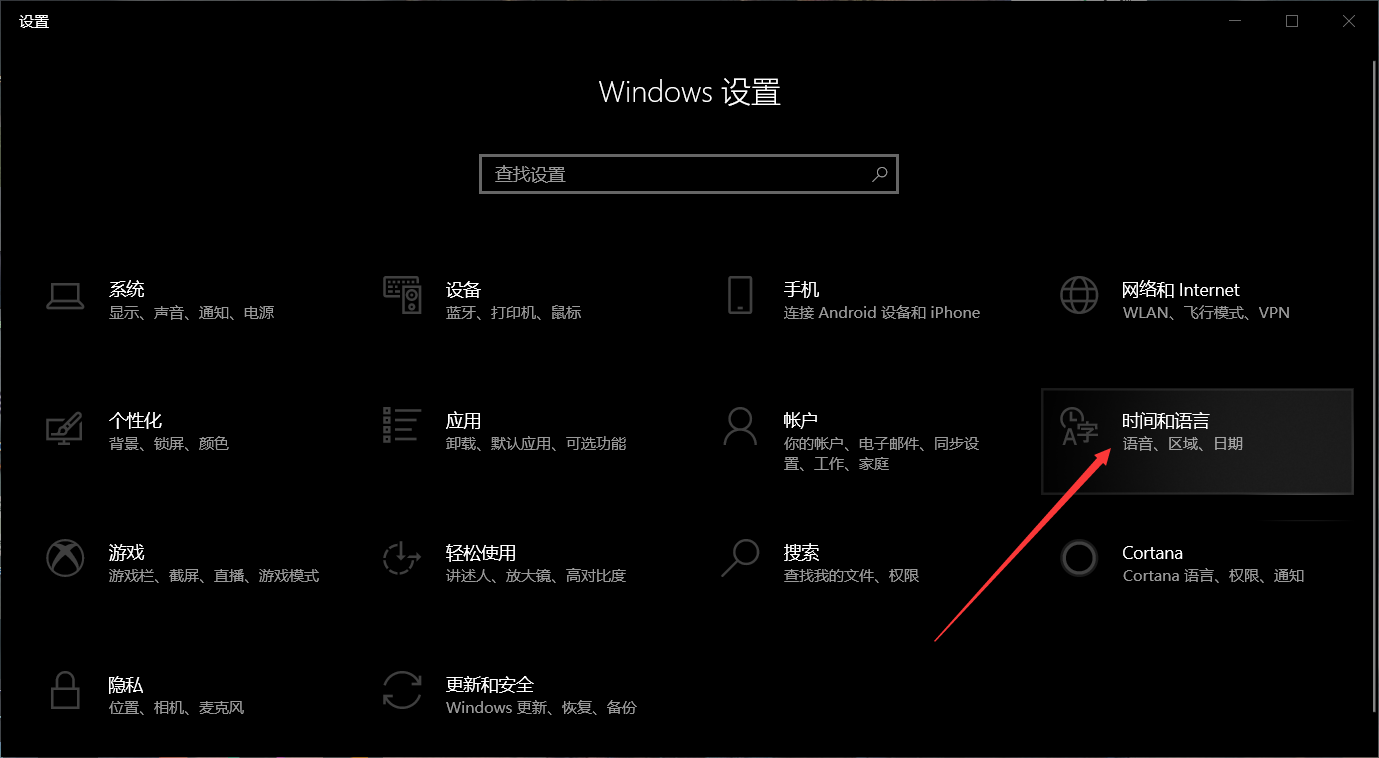 设置
Windows 设置
查找设置
系统
显示、声音、通知、电源
设备
蓝牙、打印机、鼠标
手机
连接 Android 设备和 iPhone
网络和 Internet
WLAN、飞行模式、VPN
个性化
背景、锁屏、颜色
应用
卸载、默认应用、可选功能
帐户
你的帐户、电子邮件、同步设
置、工作、家庭
时间和语言
语音、区域、日期
游戏
游戏栏、截屏、直播、游戏模式
轻松使用
讲述人、放大镜、高对比度
搜索
查找我的文件、权限
Cortana
Cortana 语言、权限、通知
隐私
位置、相机、麦克风
更新和安全
Windows 更新、恢复、备份